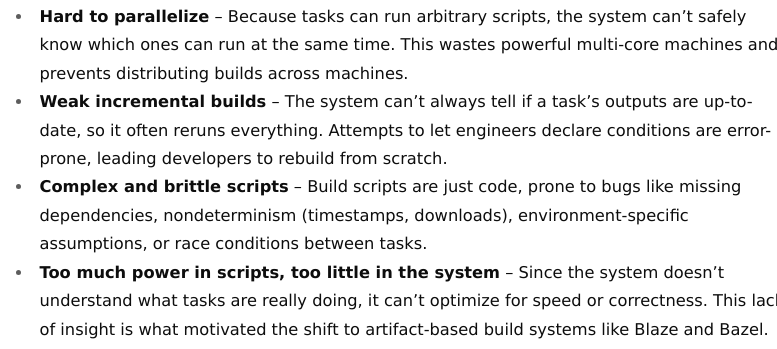 • Hard to parallelize – Because tasks can run arbitrary scripts, the system can’t safely
know which ones can run at the same time. This wastes powerful multi-core machines and
prevents distributing builds across machines.
• Weak incremental builds – The system can’t always tell if a task’s outputs are up-to-
date, so it often reruns everything. Attempts to let engineers declare conditions are error-
prone, leading developers to rebuild from scratch.
• Complex and brittle scripts – Build scripts are just code, prone to bugs like missing
dependencies, nondeterminism (timestamps, downloads), environment-specific
assumptions, or race conditions between tasks.
• Too much power in scripts, too little in the system – Since the system doesn’t
understand what tasks are really doing, it can’t optimize for speed or correctness. This lack
of insight is what motivated the shift to artifact-based build systems like Blaze and Bazel.